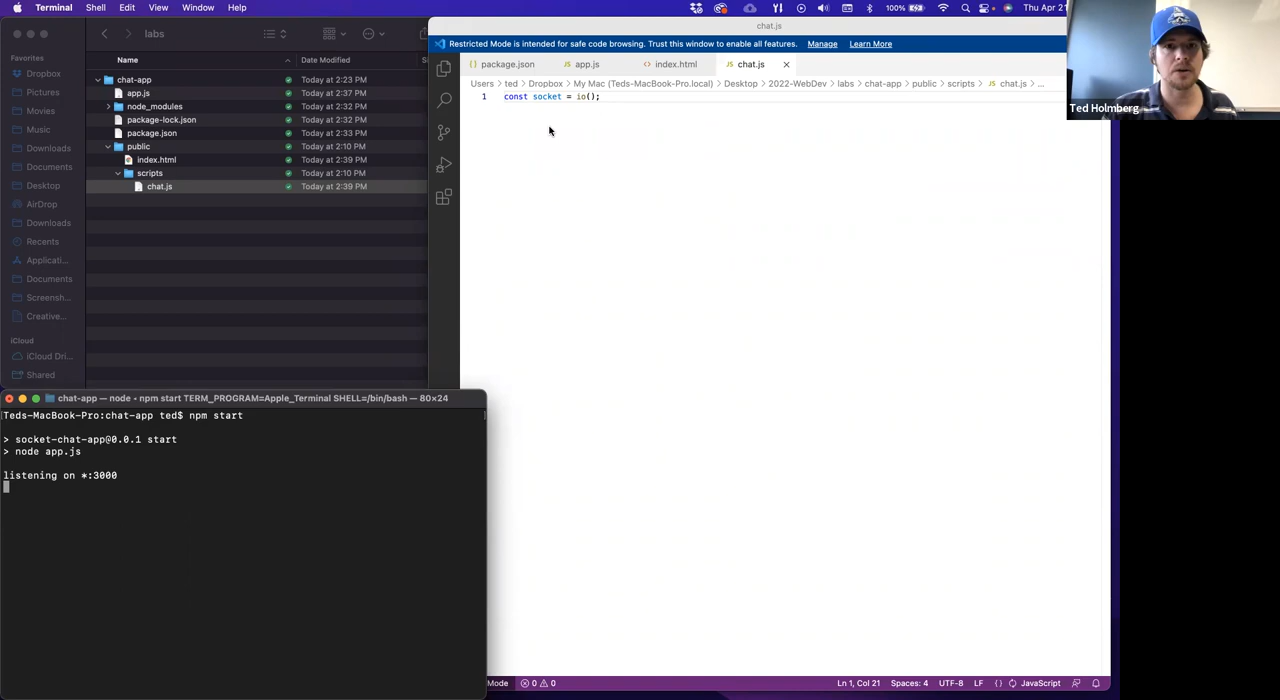 Terminal Shell Edit View Window Help 100% Thu Apr 21
labs
Favorites
Dropbox
Pictures
Movies
Music
Downloads
Documents
Desktop
AirDrop
Downloads
Recents
Applicati...
Documents
Screensh...
Creative...
iCloud
iCloud Dri...
Shared
Name Date Modified
chat-app Today at 2:23 PM
app.js Today at 2:37 PM
node_modules Today at 2:32 PM
package-lock.json Today at 2:32 PM
package.json Today at 2:33 PM
public Today at 2:10 PM
index.html Today at 2:39 PM
scripts Today at 2:10 PM
chat.js Today at 2:39 PM
chat.js
Restricted Mode is intended for safe code browsing. Trust this window to enable all features. Manage Learn More
{} package.json JS app.js <> index.html JS chat.js
Users > ted > Dropbox > My Mac (Teds-MacBook-Pro.local) > Desktop > 2022-WebDev > labs > chat-app > public > scripts > JS chat.js > ...
1 const socket = io();
Ted Holmberg
chat-app — node • npm start TERM_PROGRAM=Apple_Terminal SHELL=/bin/bash — 80×24
Teds-MacBook-Pro:chat-app ted$ npm start
> socket-chat-app@0.0.1 start
> node app.js
listening on *:3000
Mode 0 0 Ln 1, Col 21 Spaces: 4 UTF-8 LF {} JavaScript